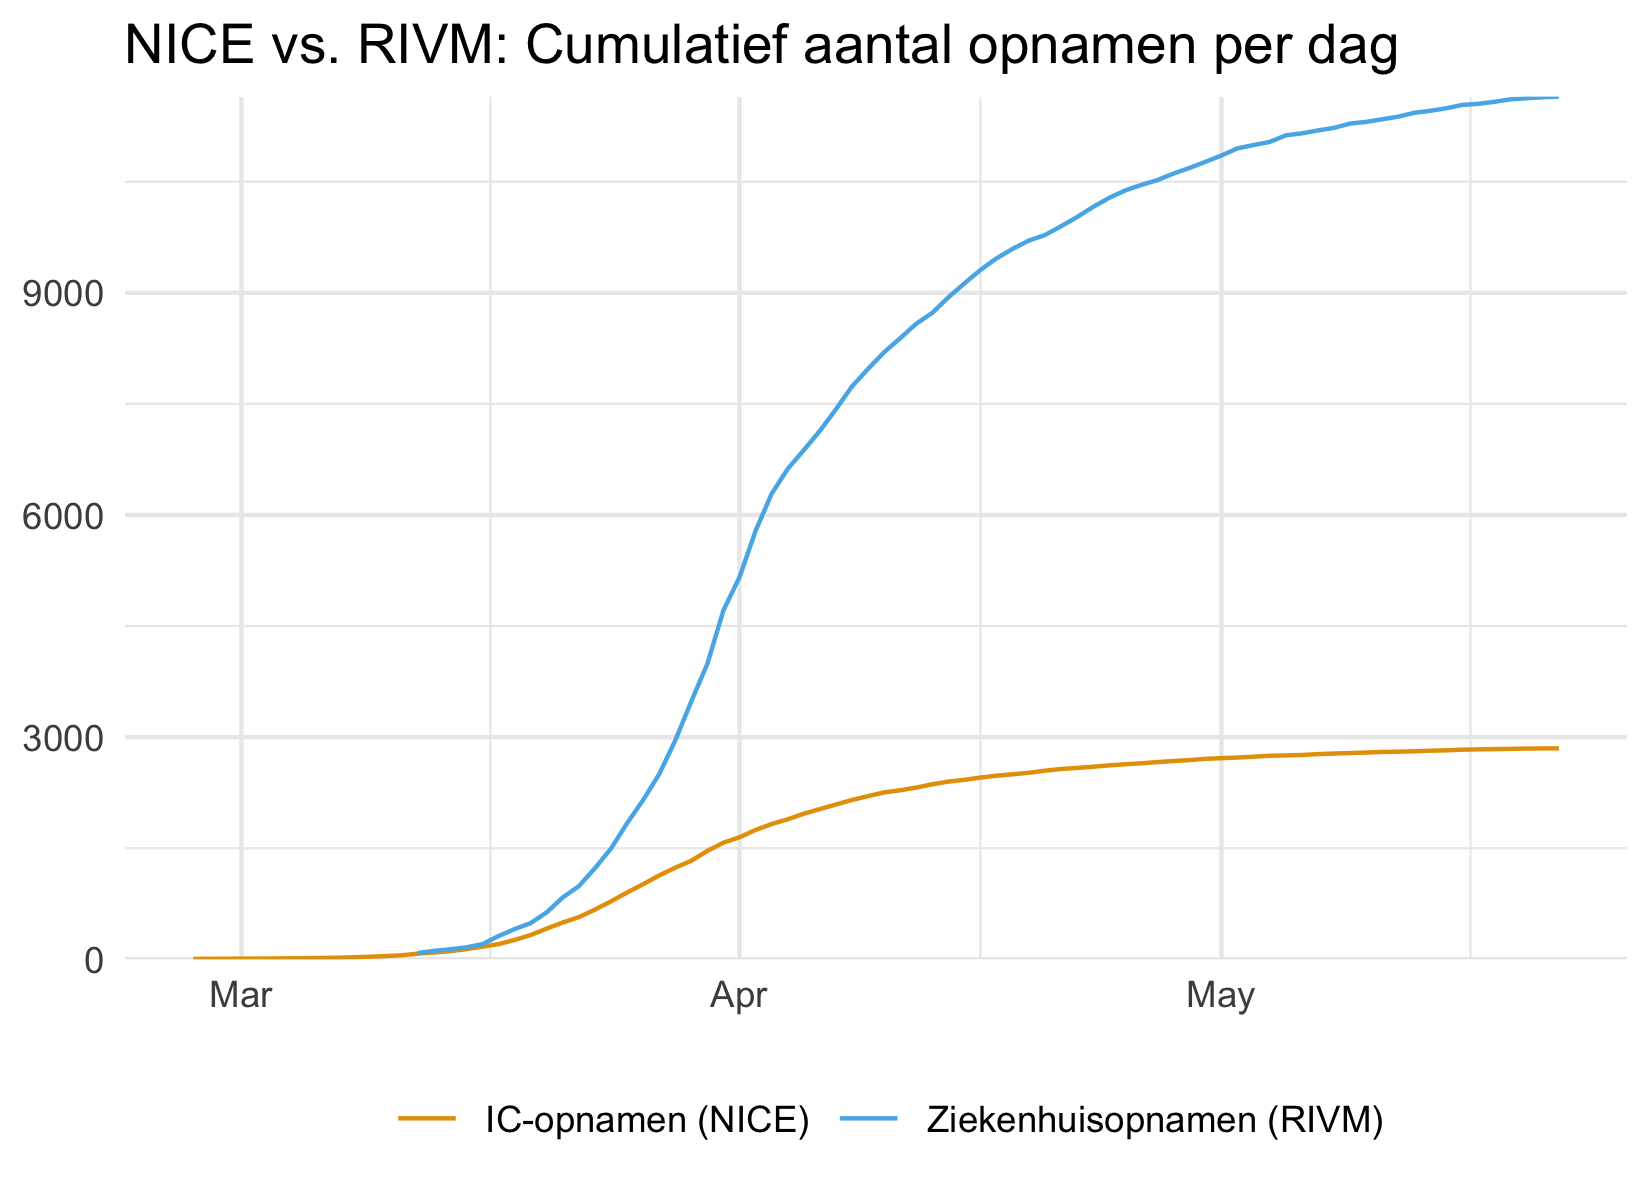 NICE vs. RIVM: Cumulatief aantal opnamen per dag
9000
6000
3000
0
Mar Apr May
IC-opnamen (NICE) Ziekenhuisopnamen (RIVM)